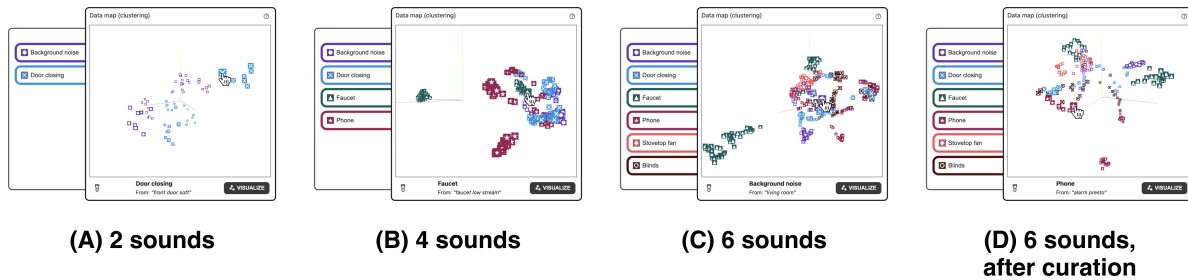 Data map (clustering)
Background noise
Door closing
Door closing
From: "front door soft"
VISUALIZE
(A) 2 sounds
Data map (clustering)
Background noise
Door closing
Faucet
Phone
Faucet
From: "faucet low stream"
VISUALIZE
(B) 4 sounds
Data map (clustering)
Background noise
Door closing
Faucet
Phone
Stovetop fan
Blinds
Background noise
From: "living room"
VISUALIZE
(C) 6 sounds
Data map (clustering)
Background noise
Door closing
Faucet
Phone
Stovetop fan
Blinds
Phone
From: "alarm presto"
VISUALIZE
(D) 6 sounds,
after curation